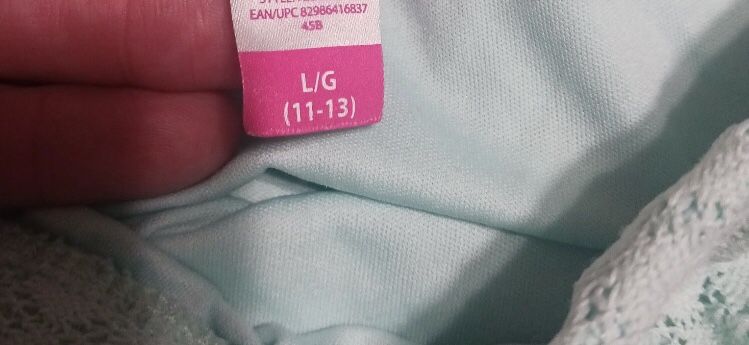 EAN/UPC 82986416837
45B
L/G
(11-13)